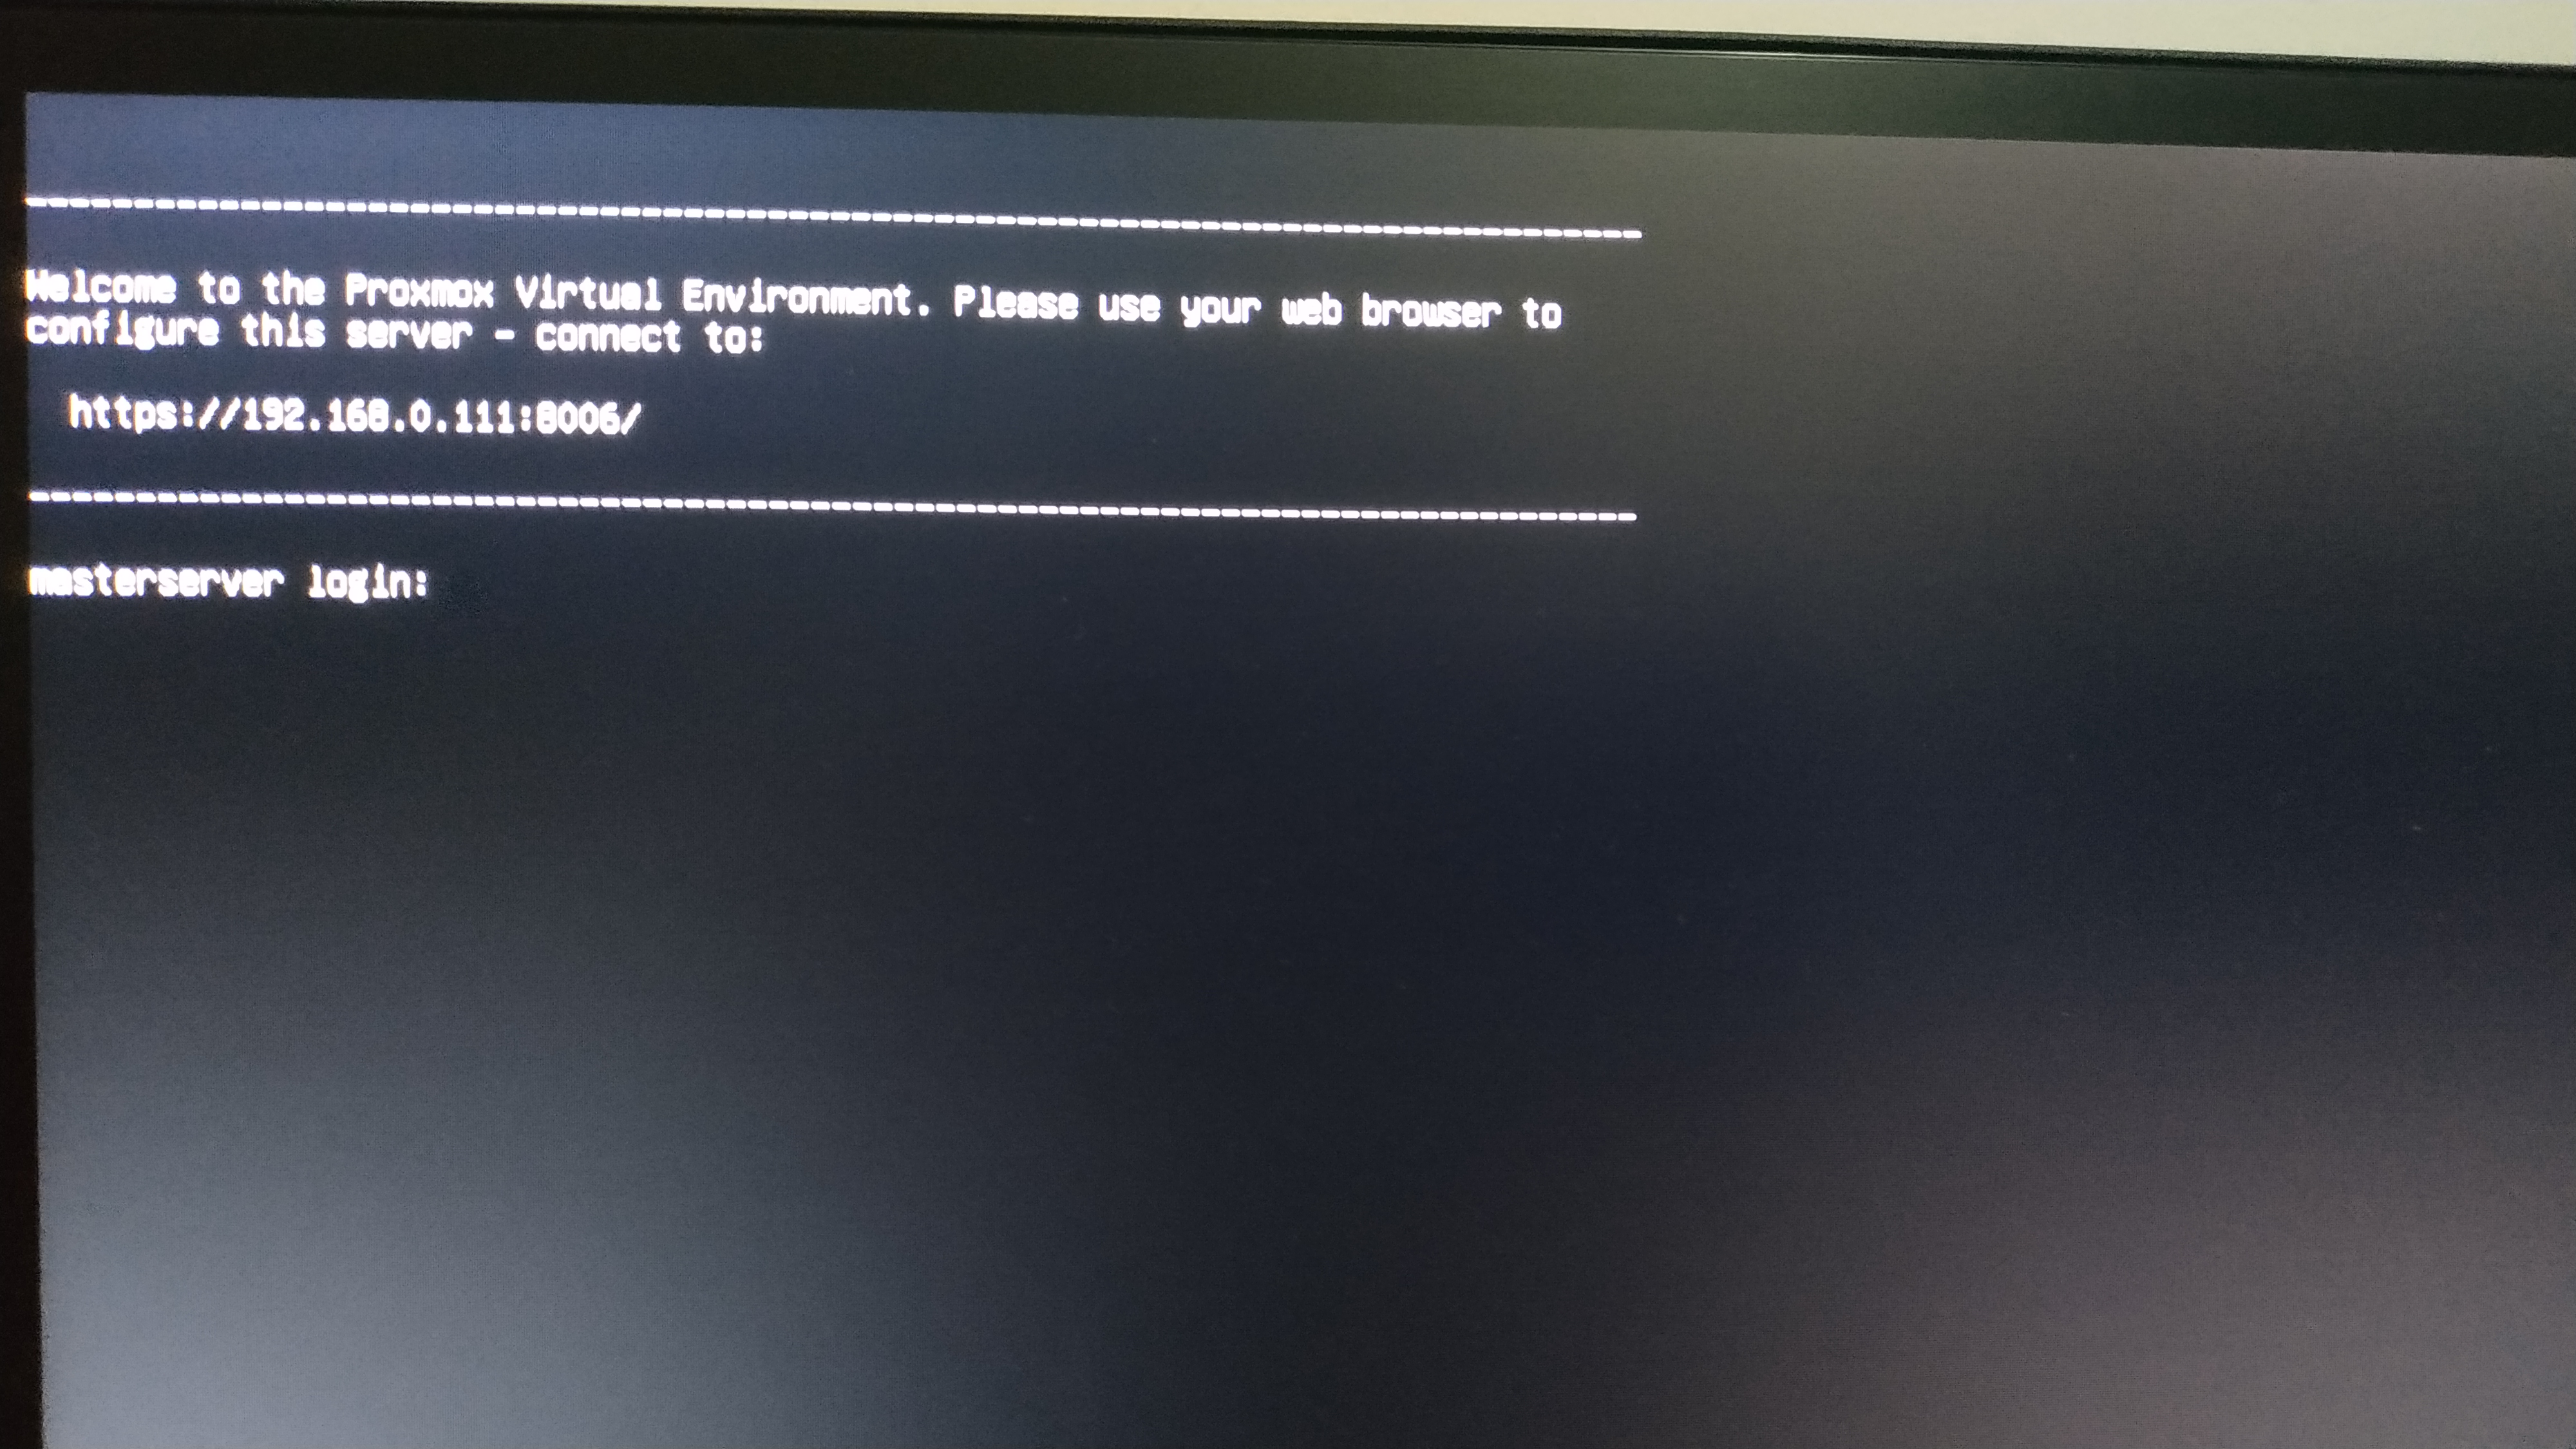 --------------------------------------------------------------------------------
Welcome to the Proxmox Virtual Environment. Please use your web browser to
configure this server - connect to:
https://192.168.0.111:8006/
--------------------------------------------------------------------------------
masterserver login: